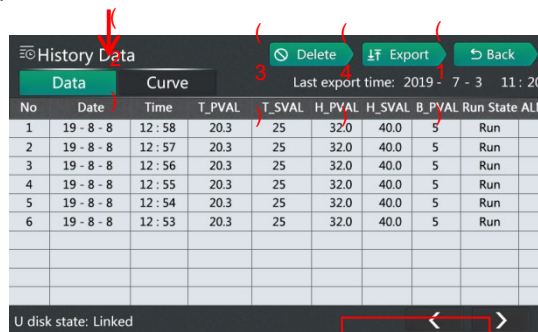 History Data Delete Export Back
Data Curve Last export time: 2019 - 7 - 3 11 : 20
No Date Time T_PVAL T_SVAL H_PVAL H_SVAL B_PVAL Run State
1 19 - 8 - 8 12 : 58 20.3 25 32.0 40.0 5 Run
2 19 - 8 - 8 12 : 57 20.3 25 32.0 40.0 5 Run
3 19 - 8 - 8 12 : 56 20.3 25 32.0 40.0 5 Run
4 19 - 8 - 8 12 : 55 20.3 25 32.0 40.0 5 Run
5 19 - 8 - 8 12 : 54 20.3 25 32.0 40.0 5 Run
6 19 - 8 - 8 12 : 53 20.3 25 32.0 40.0 5 Run
U disk state: Linked
(2)
(3)
(4)
(1)